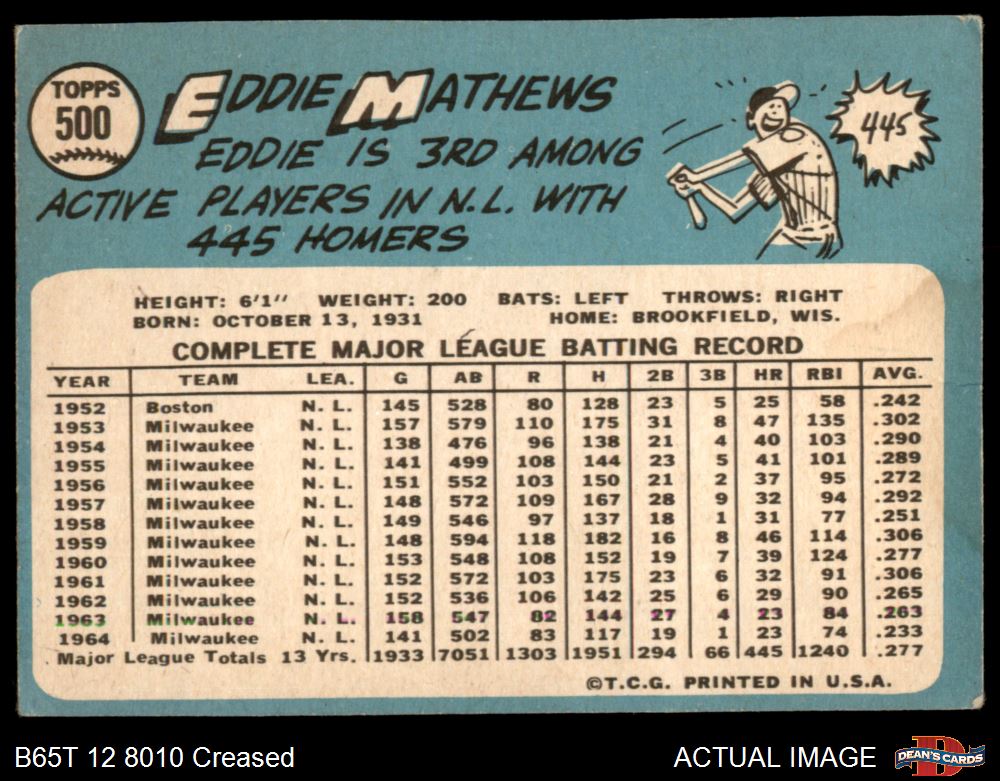 TOPPS
500
EDDIE MATHEWS
EDDIE IS 3RD AMONG
ACTIVE PLAYERS IN N.L. WITH
445 HOMERS
445
HEIGHT: 6'1" WEIGHT: 200 BATS: LEFT THROWS: RIGHT
BORN: OCTOBER 13, 1931 HOME: BROOKFIELD, WIS.
COMPLETE MAJOR LEAGUE BATTING RECORD
YEAR TEAM LEA. G AB R H 2B 3B HR RBI AVG.
1952 Boston N. L. 145 528 80 128 23 5 25 58 .242
1953 Milwaukee N. L. 157 579 110 175 31 8 47 135 .302
1954 Milwaukee N. L. 138 476 96 138 21 4 40 103 .290
1955 Milwaukee N. L. 141 499 108 144 23 5 41 101 .289
1956 Milwaukee N. L. 151 552 103 150 21 2 37 95 .272
1957 Milwaukee N. L. 148 572 109 167 28 9 32 94 .292
1958 Milwaukee N. L. 149 546 97 137 18 1 31 77 .251
1959 Milwaukee N. L. 148 594 118 182 16 8 46 114 .306
1960 Milwaukee N. L. 153 548 108 152 19 7 39 124 .277
1961 Milwaukee N. L. 152 572 103 175 23 6 32 91 .306
1962 Milwaukee N. L. 152 536 106 142 25 6 29 90 .265
1963 Milwaukee N. L. 158 547 82 144 27 4 23 84 .263
1964 Milwaukee N. L. 141 502 83 117 19 1 23 74 .233
Major League Totals 13 Yrs. 1933 7051 1303 1951 294 66 445 1240 .277
©T.C.G. PRINTED IN U.S.A.
B65T 12 8010 Creased ACTUAL IMAGE
DEAN'S CARDS